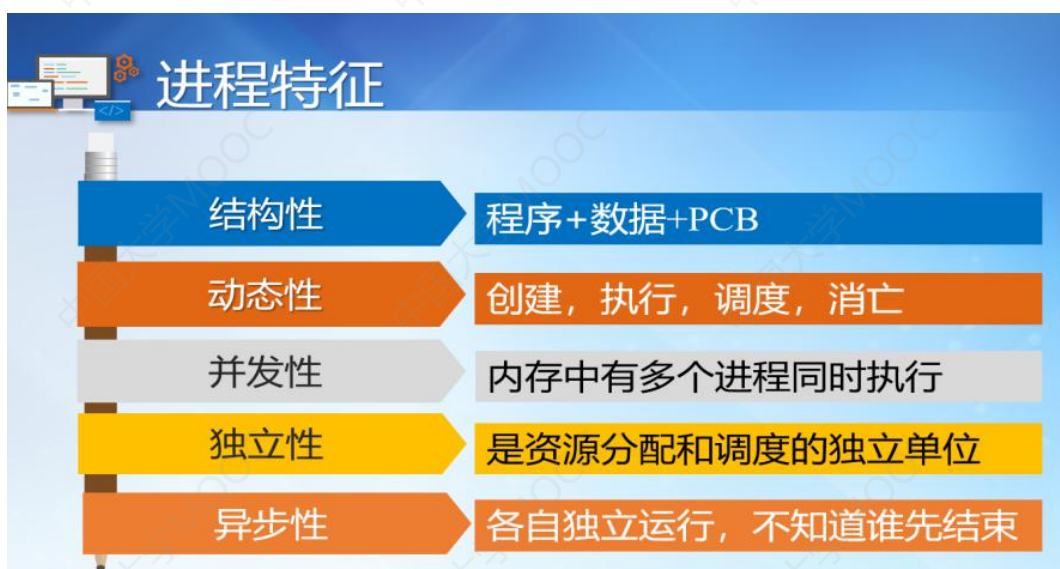 进程特征
结构性
程序+数据+PCB
动态性
创建，执行，调度，消亡
并发性
内存中有多个进程同时执行
独立性
是资源分配和调度的独立单位
异步性
各自独立运行，不知道谁先结束